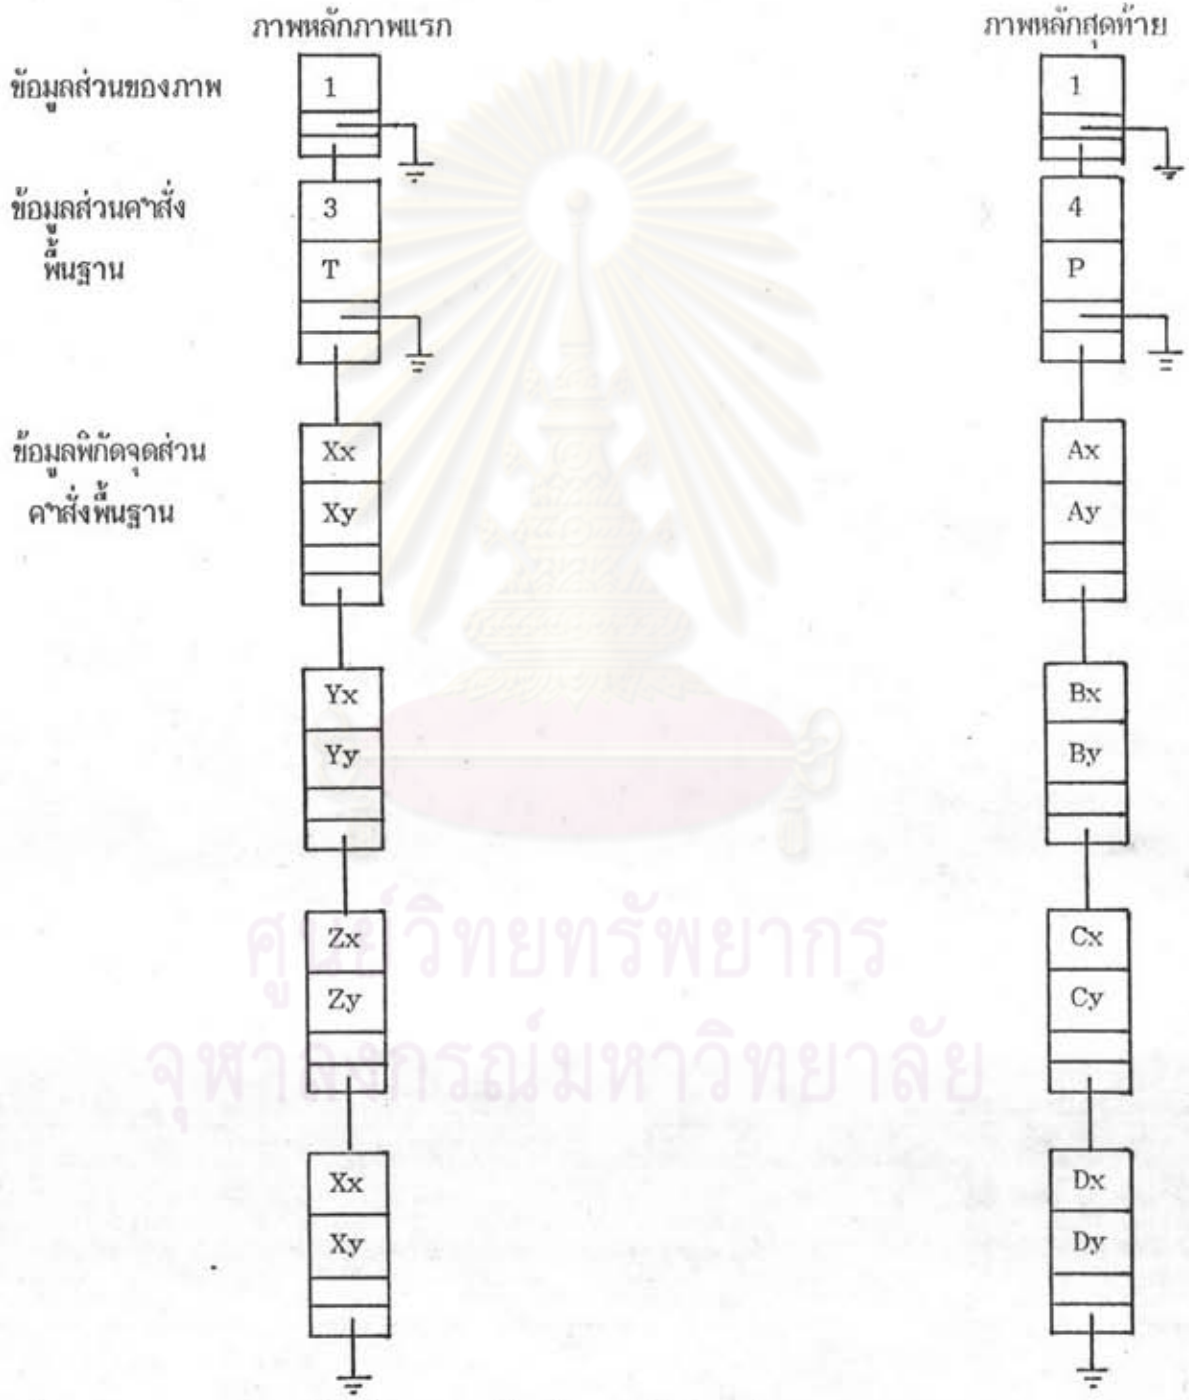 ภาพหลักภาพแรก
ภาพหลักสุดท้าย
ข้อมูลส่วนของภาพ
1
1
ข้อมูลส่วนคำสั่ง
พื้นฐาน
3
T
4
P
ข้อมูลพิกัดจุดส่วน
คำสั่งพื้นฐาน
Xx
Xy
Ax
Ay
Yx
Yy
Bx
By
Zx
Zy
Cx
Cy
Xx
Xy
Dx
Dy
ศูนย์วิทยทรัพยากร
จุฬาลงกรณ์มหาวิทยาลัย